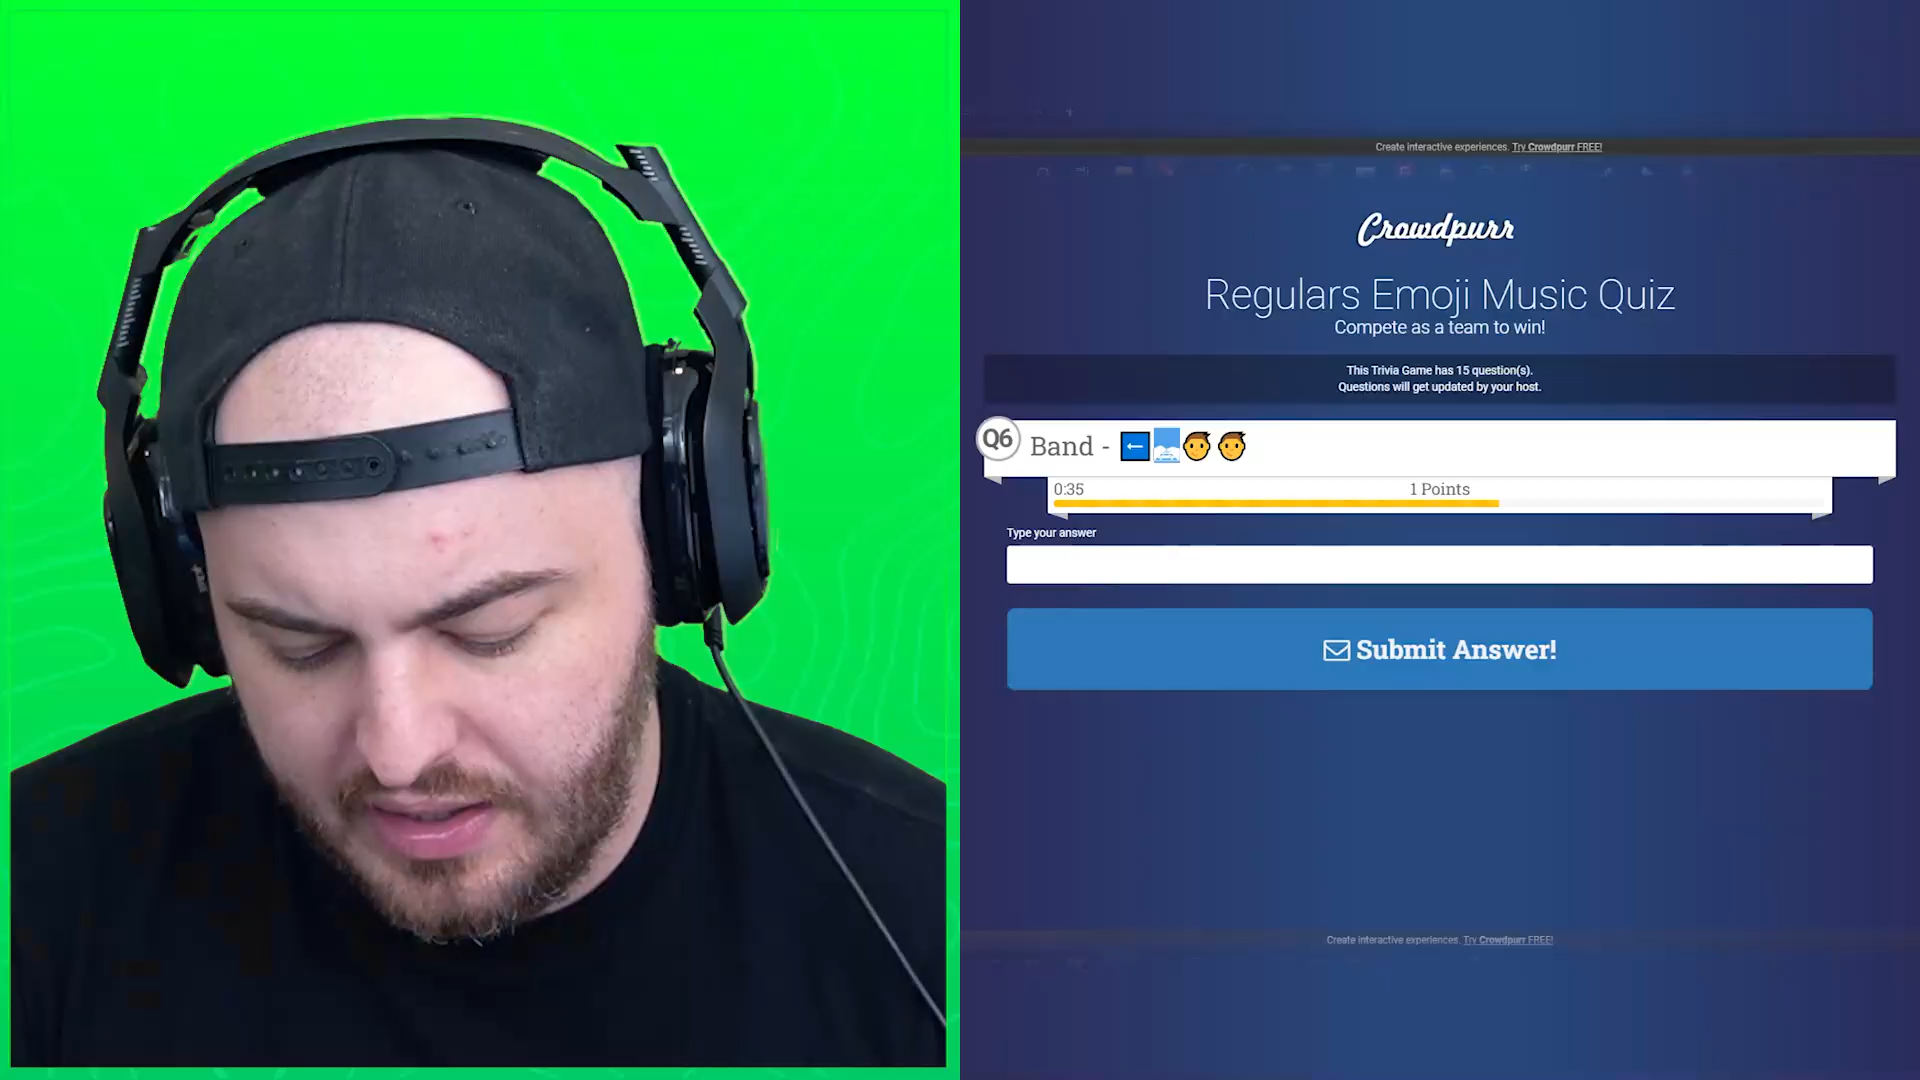 Create interactive experiences. Try Crowdpurr FREE!
Crowdpurr
Regulars Emoji Music Quiz
Compete as a team to win!
This Trivia Game has 15 question(s).
Questions will get updated by your host.
Q6 Band - ⬅️🌫️👨👨
0:35 1 Points
Type your answer
Submit Answer!
Create interactive experiences. Try Crowdpurr FREE!